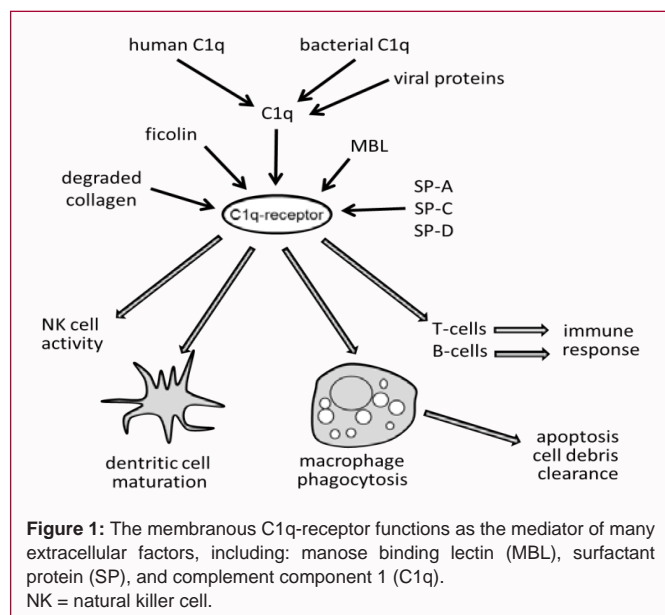 human C1q
bacterial C1q
viral proteins
C1q
ficolin
MBL
degraded
collagen
SP-A
SP-C
SP-D
C1q-receptor
NK cell
activity
T-cells
B-cells
immune
response
dentritic cell
maturation
macrophage
phagocytosis
apoptosis
cell debris
clearance
Figure 1: The membranous C1q-receptor functions as the mediator of many
extracellular factors, including: manose binding lectin (MBL), surfactant
protein (SP), and complement component 1 (C1q).
NK = natural killer cell.